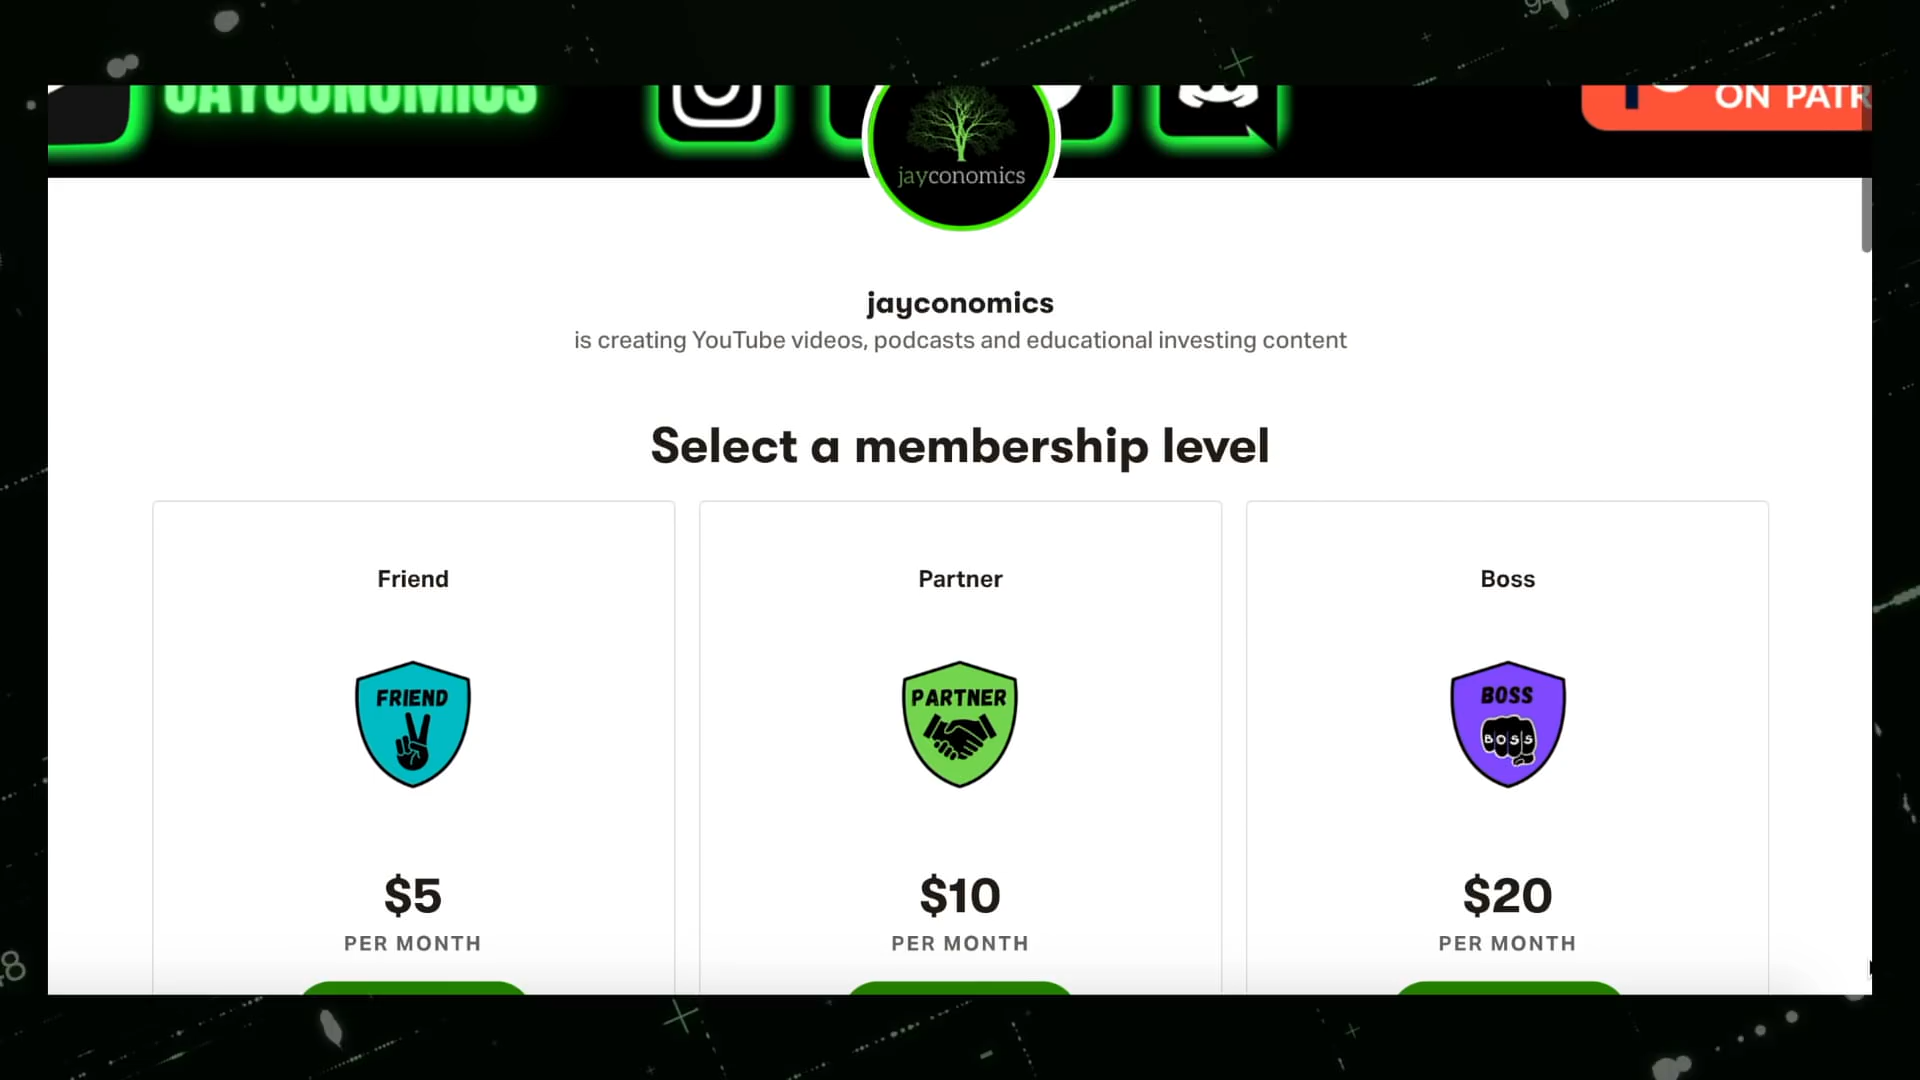 JAYCONOMICS
ON PATR
jayconomics
jayconomics
is creating YouTube videos, podcasts and educational investing content
Select a membership level
Friend
Partner
Boss
FRIEND
PARTNER
BOSS
BOSS
$5
$10
$20
PER MONTH
PER MONTH
PER MONTH